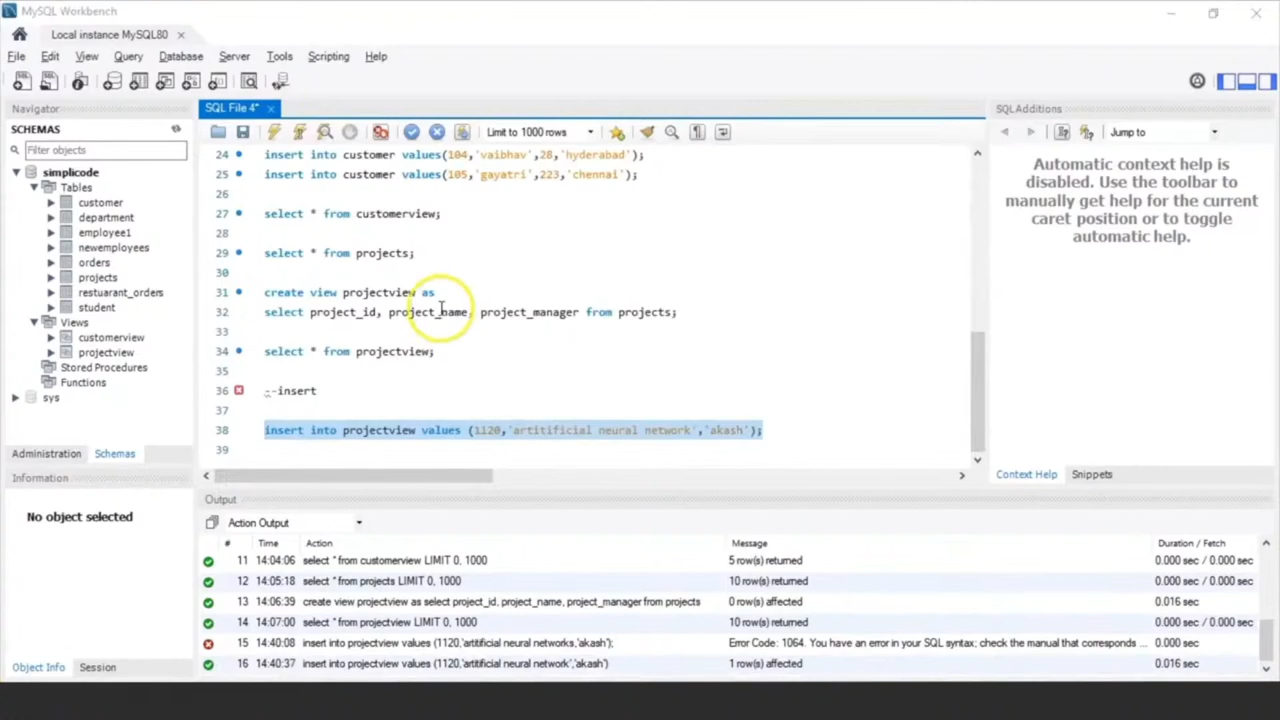 MySQL Workbench
Local instance MySQL80
File Edit View Query Database Server Tools Scripting Help
Navigator
SCHEMAS
Filter objects
simplicode
Tables
customer
department
employee1
newemployees
orders
projects
restuarant_orders
student
Views
customerview
projectview
Stored Procedures
Functions
sys
Administration Schemas
Information
No object selected
Object Info Session
SQL File 4*
Limit to 1000 rows
24 insert into customer values(104,'vaibhav',28,'hyderabad');
25 insert into customer values(105,'gayatri',223,'chennai');
26
27 select * from customerview;
28
29 select * from projects;
30
31 create view projectview as
32 select project_id, project_name, project_manager from projects;
33
34 select * from projectview;
35
36 --insert
37
38 insert into projectview values (1120,'artitificial neural network','akash');
39
SQLAdditions
Jump to
Automatic context help is
disabled. Use the toolbar to
manually get help for the current
caret position or to toggle
automatic help.
Context Help Snippets
Output
Action Output
# Time Action Message Duration / Fetch
11 14:04:06 select * from customerview LIMIT 0, 1000 5 row(s) returned 0.000 sec / 0.000 sec
12 14:05:18 select * from projects LIMIT 0, 1000 10 row(s) returned 0.000 sec / 0.000 sec
13 14:06:39 create view projectview as select project_id, project_name, project_manager from projects 0 row(s) affected 0.016 sec
14 14:07:00 select * from projectview LIMIT 0, 1000 10 row(s) returned 0.000 sec / 0.000 sec
15 14:40:08 insert into projectview values (1120,'artitificial neural networks,'akash'); Error Code: 1064. You have an error in your SQL syntax; check the manual that corresponds ... 0.000 sec
16 14:40:37 insert into projectview values (1120,'artitificial neural network','akash') 1 row(s) affected 0.016 sec